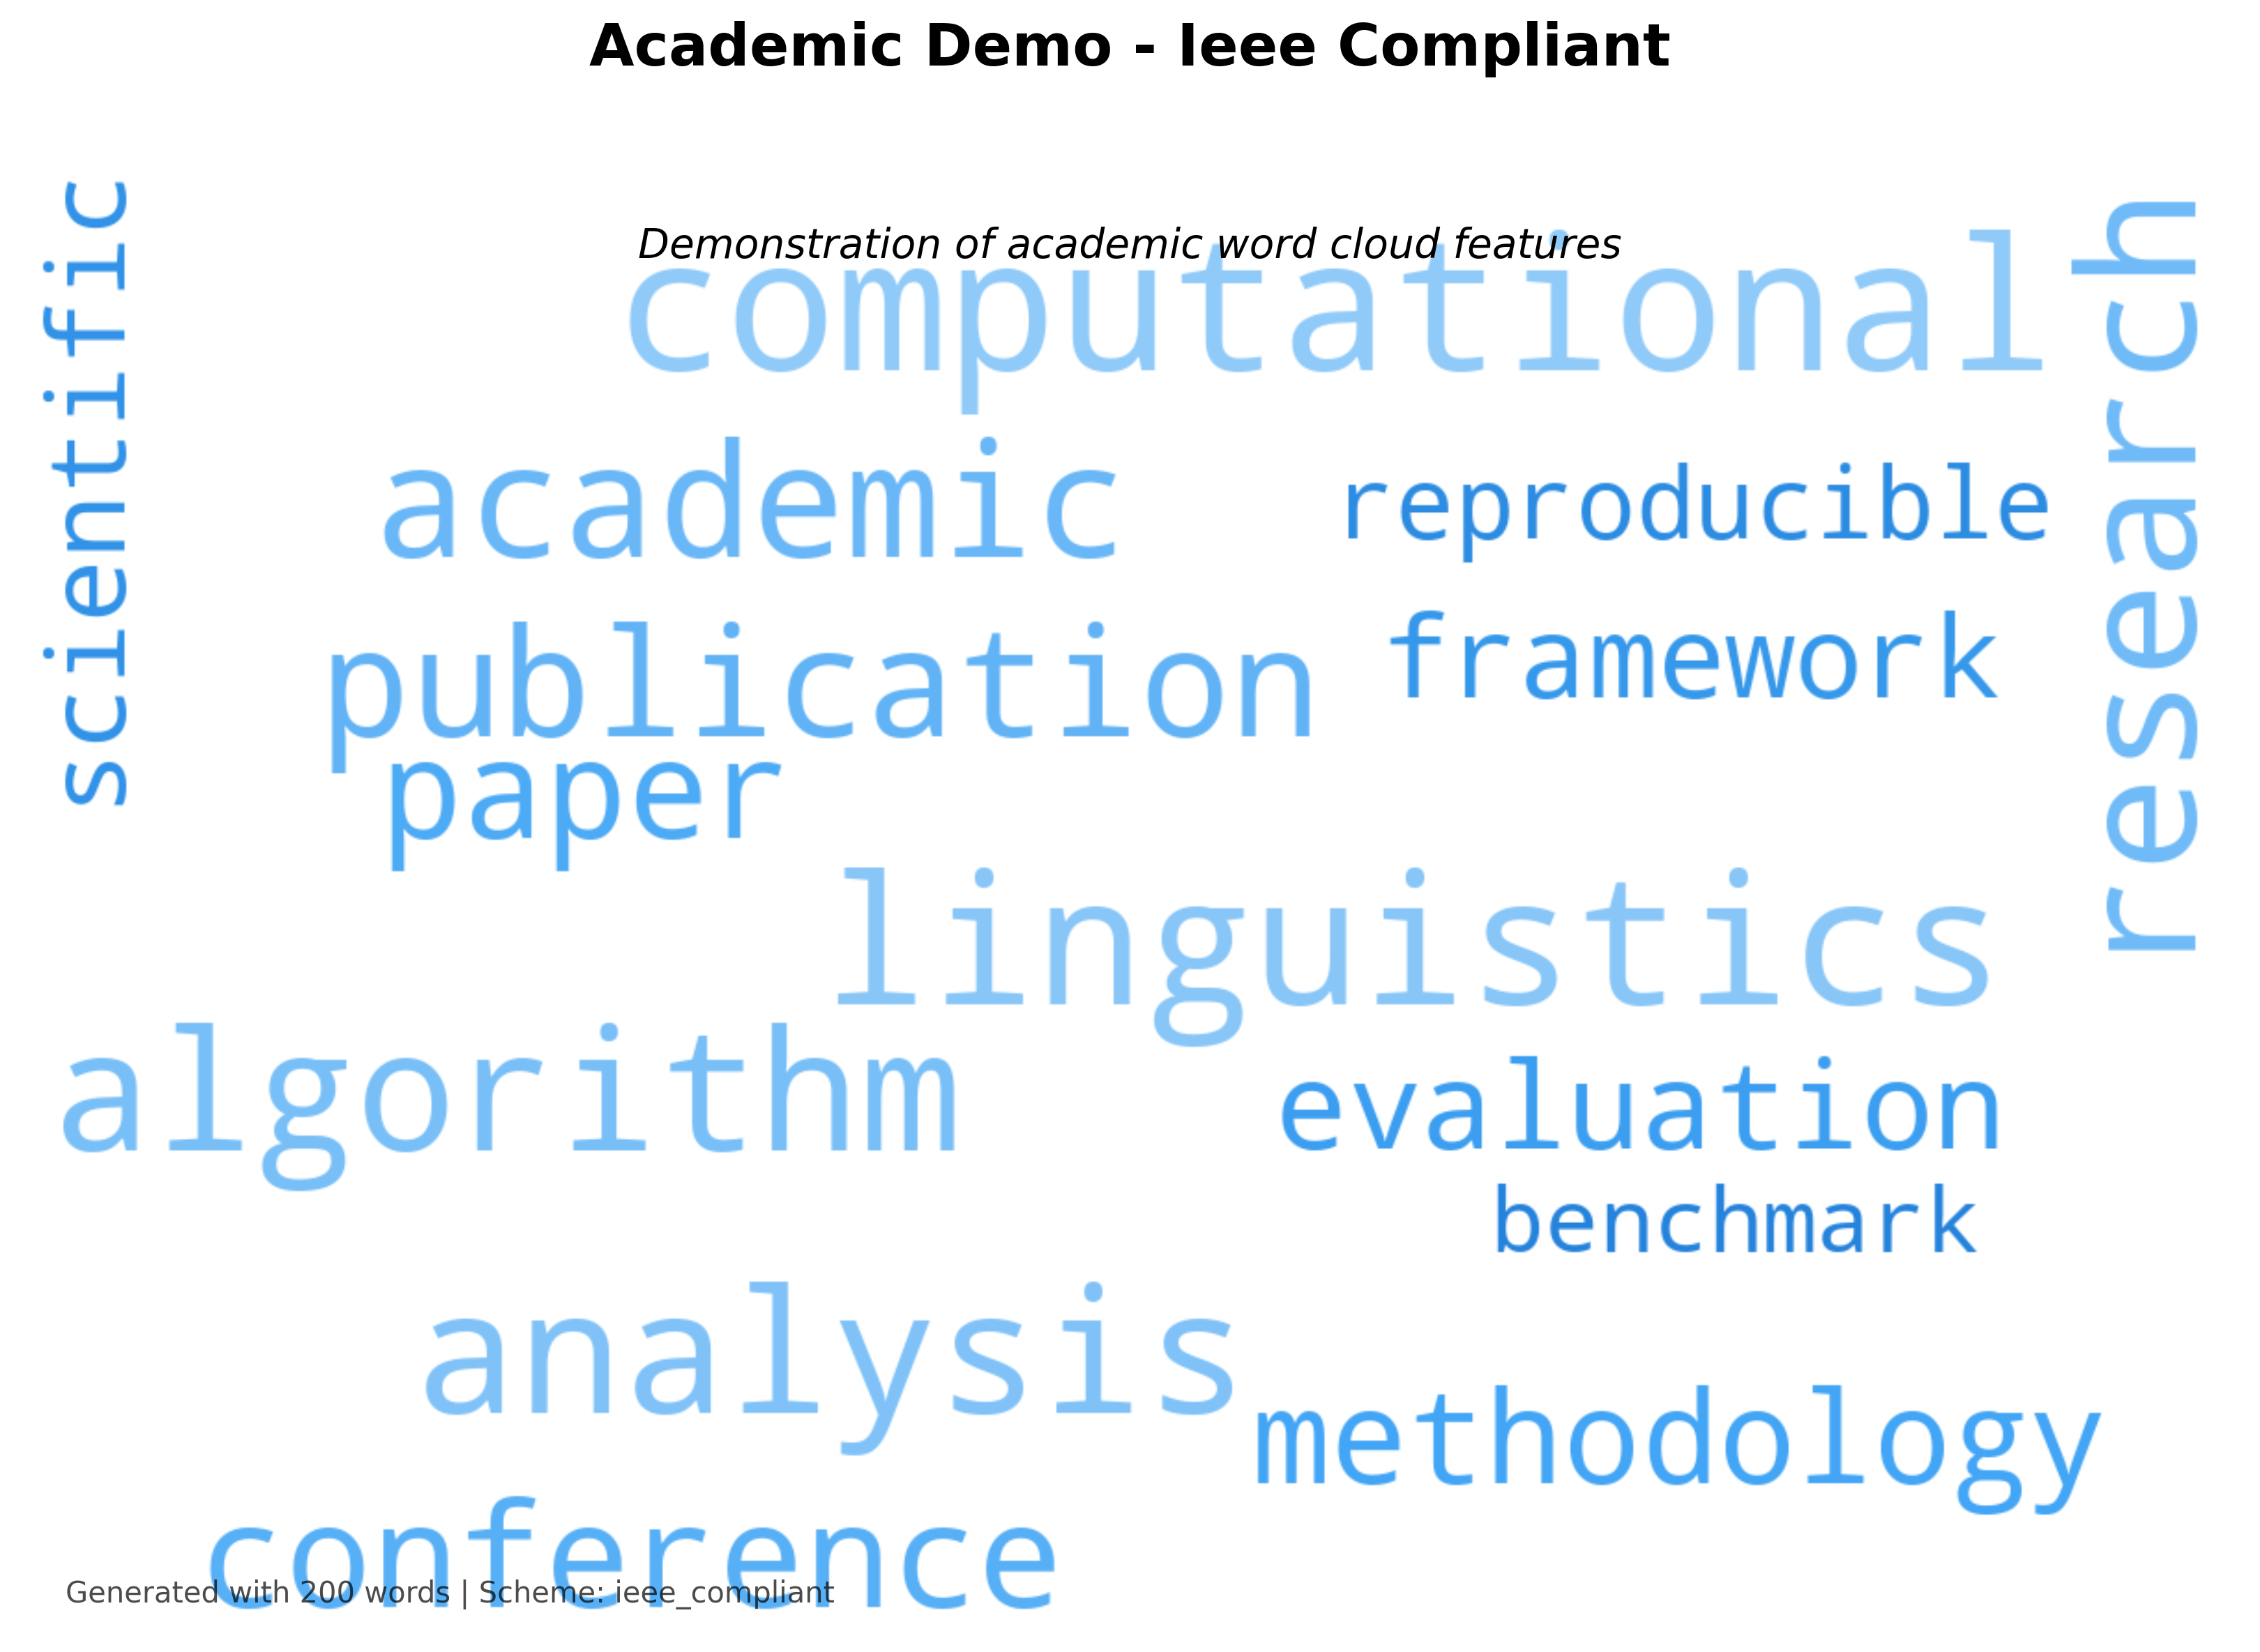 Academic Demo - Ieee Compliant
Demonstration of academic word cloud features
computational
scientific
research
academic
reproducible
publication
framework
paper
linguistics
algorithm
evaluation
benchmark
analysis
methodology
conference
Generated with 200 words | Scheme: ieee_compliant